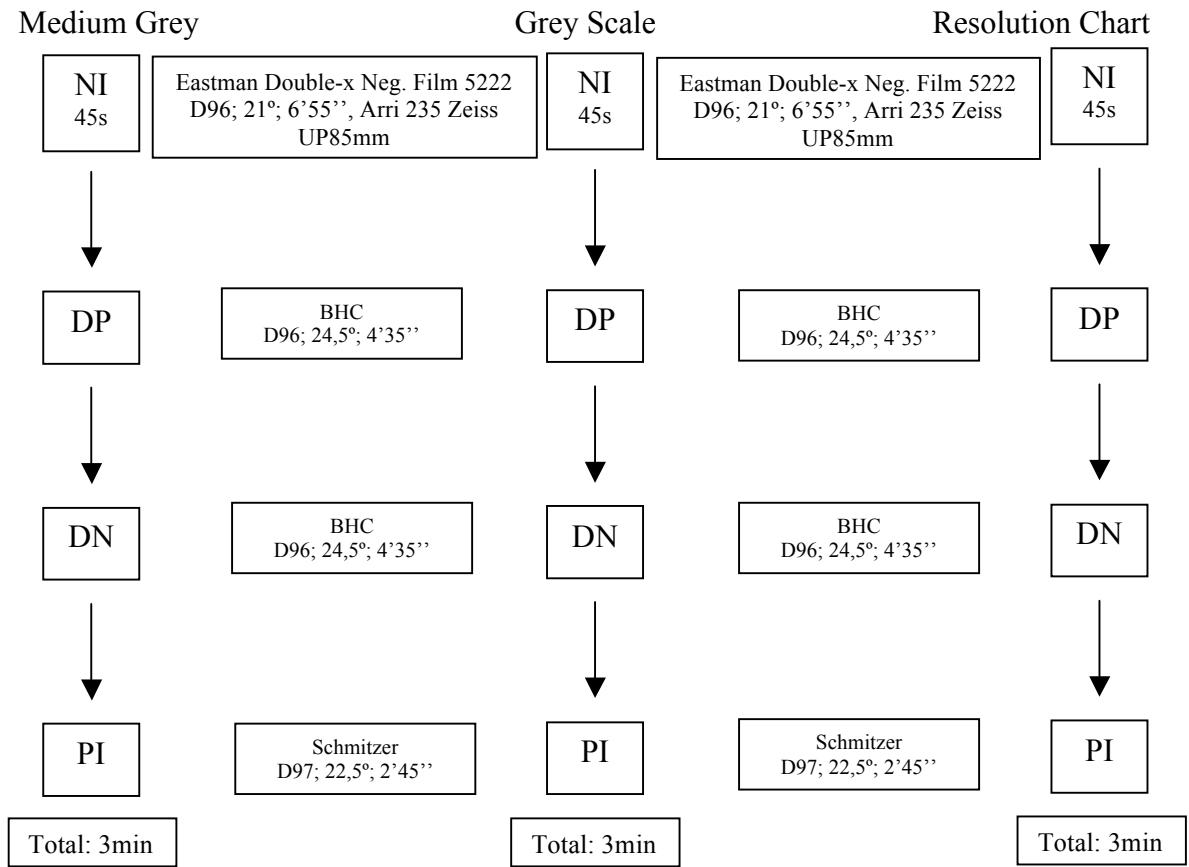 Medium Grey
Grey Scale
Resolution Chart
NI
45s
Eastman Double-x Neg. Film 5222
D96; 21º; 6’55’’, Arri 235 Zeiss
UP85mm
NI
45s
Eastman Double-x Neg. Film 5222
D96; 21º; 6’55’’, Arri 235 Zeiss
UP85mm
NI
45s
DP
BHC
D96; 24,5º; 4’35’’
DP
BHC
D96; 24,5º; 4’35’’
DP
DN
BHC
D96; 24,5º; 4’35’’
DN
BHC
D96; 24,5º; 4’35’’
DN
PI
Schmitzer
D97; 22,5º; 2’45’’
PI
Schmitzer
D97; 22,5º; 2’45’’
PI
Total: 3min
Total: 3min
Total: 3min